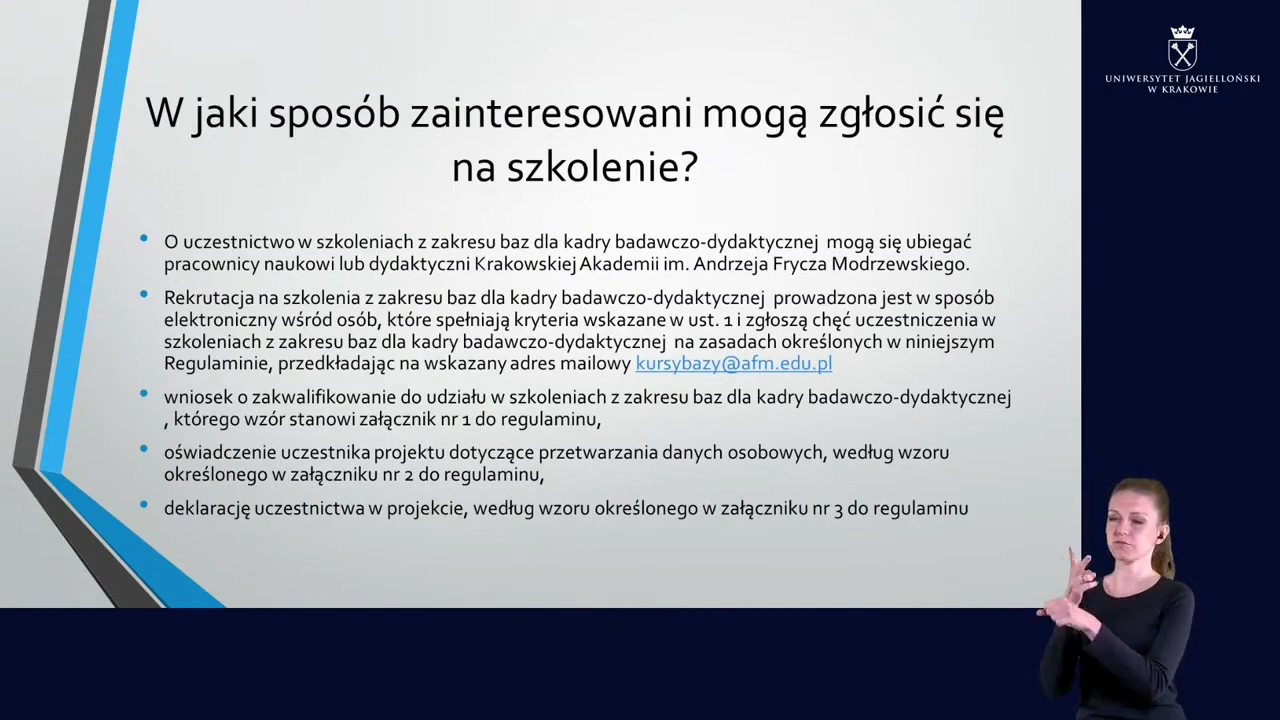 UNIWERSYTET JAGIELLOŃSKI
W KRAKOWIE
W jaki sposób zainteresowani mogą zgłosić się
na szkolenie?
• O uczestnictwo w szkoleniach z zakresu baz dla kadry badawczo-dydaktycznej mogą się ubiegać
pracownicy naukowi lub dydaktyczni Krakowskiej Akademii im. Andrzeja Frycza Modrzewskiego.
• Rekrutacja na szkolenia z zakresu baz dla kadry badawczo-dydaktycznej prowadzona jest w sposób
elektroniczny wśród osób, które spełniają kryteria wskazane w ust. 1 i zgłoszą chęć uczestniczenia w
szkoleniach z zakresu baz dla kadry badawczo-dydaktycznej na zasadach określonych w niniejszym
Regulaminie, przedkładając na wskazany adres mailowy kursybazy@afm.edu.pl
• wniosek o zakwalifikowanie do udziału w szkoleniach z zakresu baz dla kadry badawczo-dydaktycznej
, którego wzór stanowi załącznik nr 1 do regulaminu,
• oświadczenie uczestnika projektu dotyczące przetwarzania danych osobowych, według wzoru
określonego w załączniku nr 2 do regulaminu,
• deklarację uczestnictwa w projekcie, według wzoru określonego w załączniku nr 3 do regulaminu